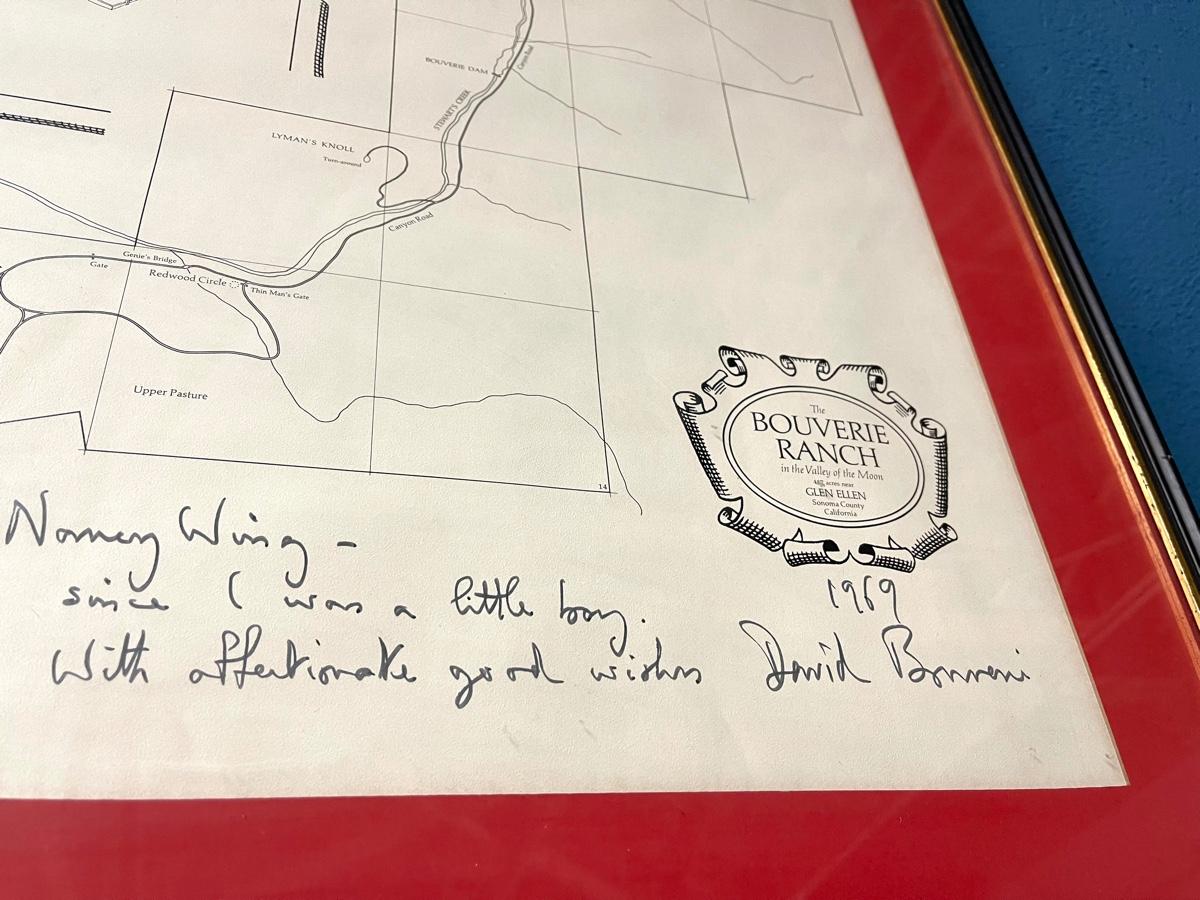 BOUVERIE DAM
Canyon Road
STEWART'S CREEK
LYMAN'S KNOLL
Turn-around
Canyon Road
Genie's Bridge
Gate
Redwood Circle
Thin Man's Gate
Upper Pasture
14
The
BOUVERIE
RANCH
in the Valley of the Moon
acres near
GLEN ELLEN
Sonoma County
California
1969
Nancy Wing -
since I was a little boy.
With affectionate good wishes David Bouverie